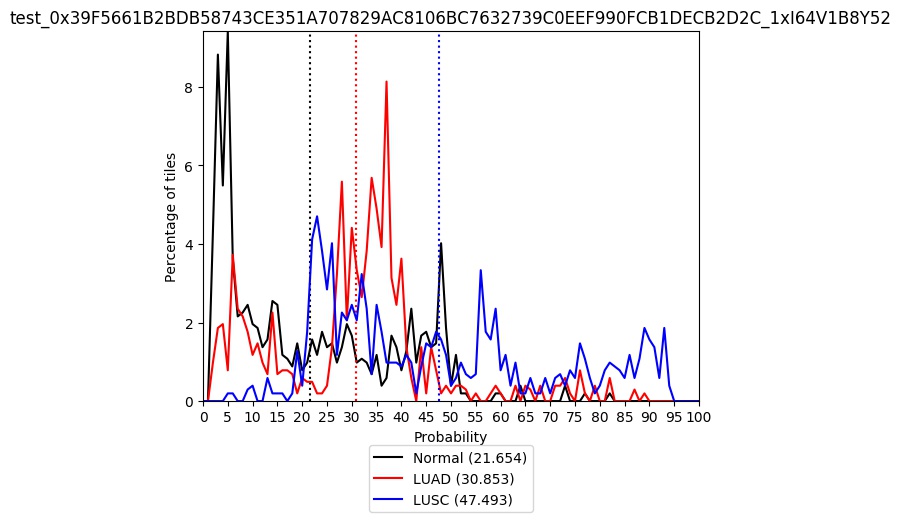 test_0x39F5661B2BDB58743CE351A707829AC8106BC7632739C0EEF990FCB1DECB2D2C_1xI64V1B8Y52
8
6
4
2
0
Percentage of tiles
0 5 10 15 20 25 30 35 40 45 50 55 60 65 70 75 80 85 90 95 100
Probability
Normal (21.654)
LUAD (30.853)
LUSC (47.493)